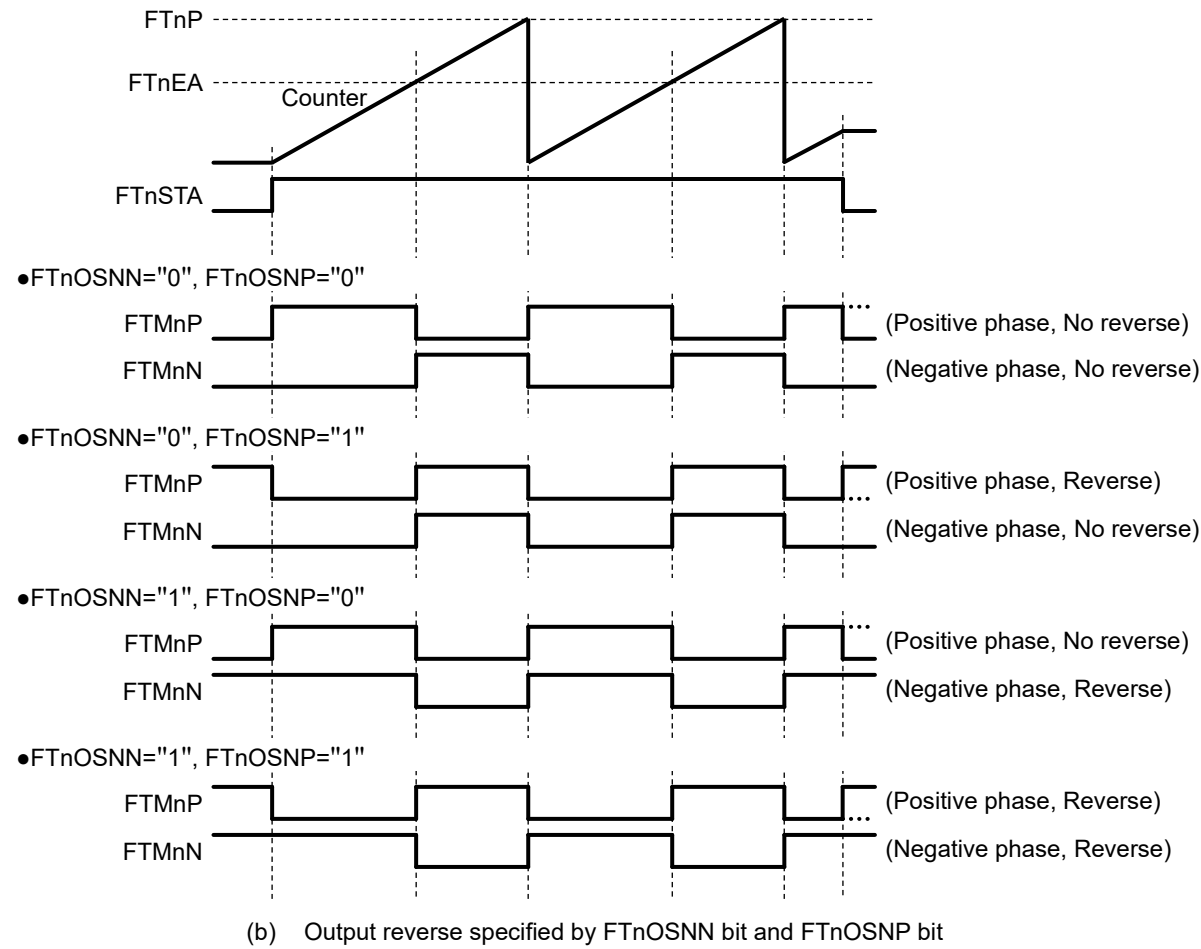 FTnP
FTnEA
Counter
FTnSTA
●FTnOSNN="0", FTnOSNP="0"
FTMnP
(Positive phase, No reverse)
FTMnN
(Negative phase, No reverse)
●FTnOSNN="0", FTnOSNP="1"
FTMnP
(Positive phase, Reverse)
FTMnN
(Negative phase, No reverse)
●FTnOSNN="1", FTnOSNP="0"
FTMnP
(Positive phase, No reverse)
FTMnN
(Negative phase, Reverse)
●FTnOSNN="1", FTnOSNP="1"
FTMnP
(Positive phase, Reverse)
FTMnN
(Negative phase, Reverse)
(b) Output reverse specified by FTnOSNN bit and FTnOSNP bit